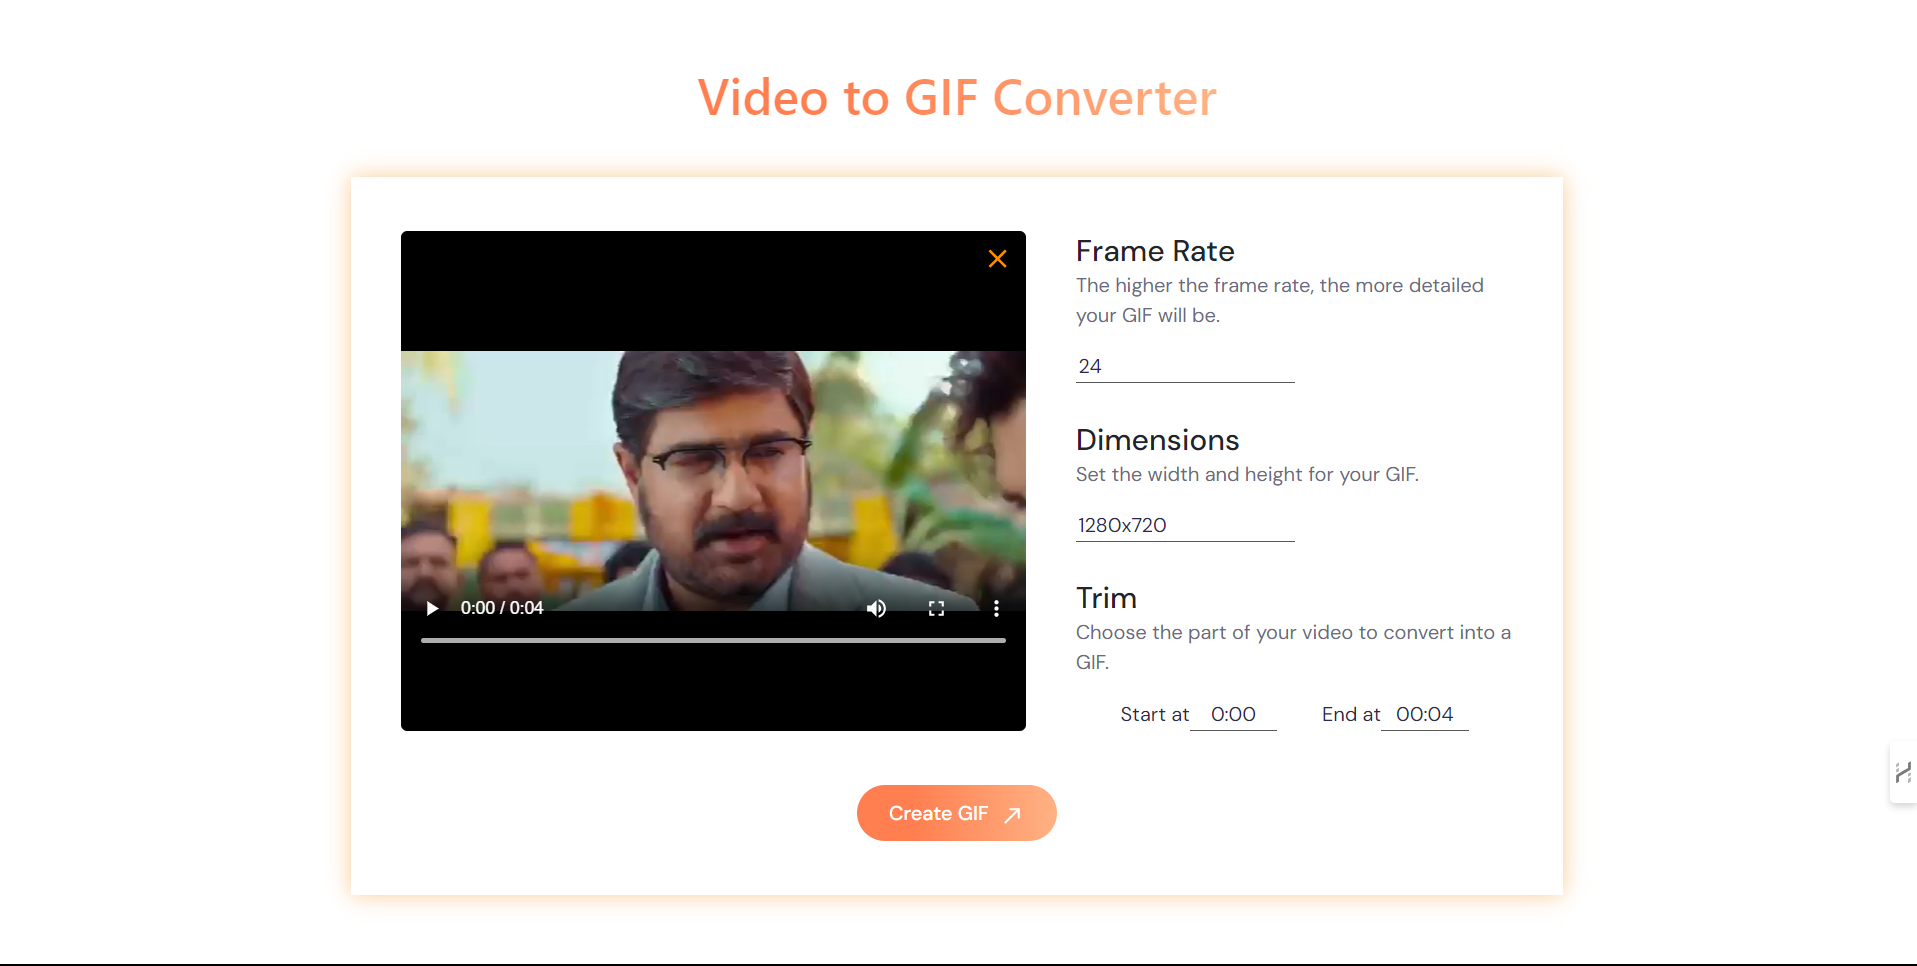 Video to GIF Converter
Frame Rate
The higher the frame rate, the more detailed
your GIF will be.
24
Dimensions
Set the width and height for your GIF.
1280x720
Trim
Choose the part of your video to convert into a
GIF.
0:00 / 0:04
Start at 0:00 End at 00:04
Create GIF